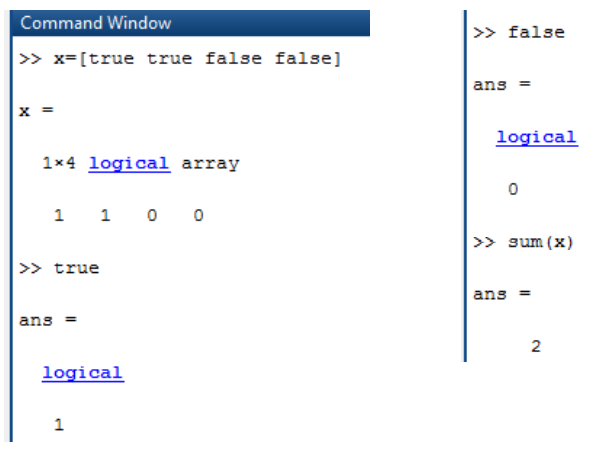 Command Window
>> x=[true true false false]
x =
1×4 logical array
1 1 0 0
>> true
ans =
logical
1
>> false
ans =
logical
0
>> sum(x)
ans =
2